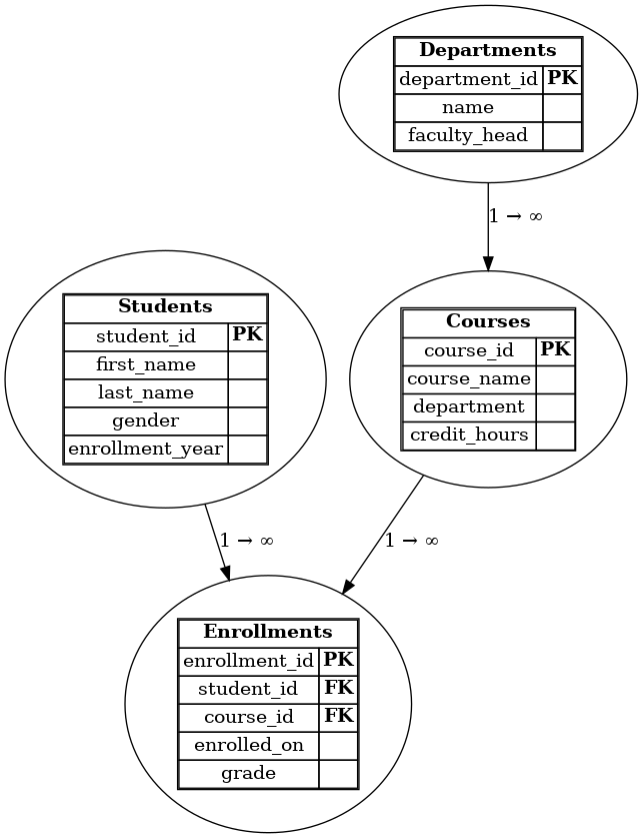 Departments
department_id PK
name
faculty_head
1 → ∞
Students
student_id PK
first_name
last_name
gender
enrollment_year
Courses
course_id PK
course_name
department
credit_hours
1 → ∞
1 → ∞
Enrollments
enrollment_id PK
student_id FK
course_id FK
enrolled_on
grade